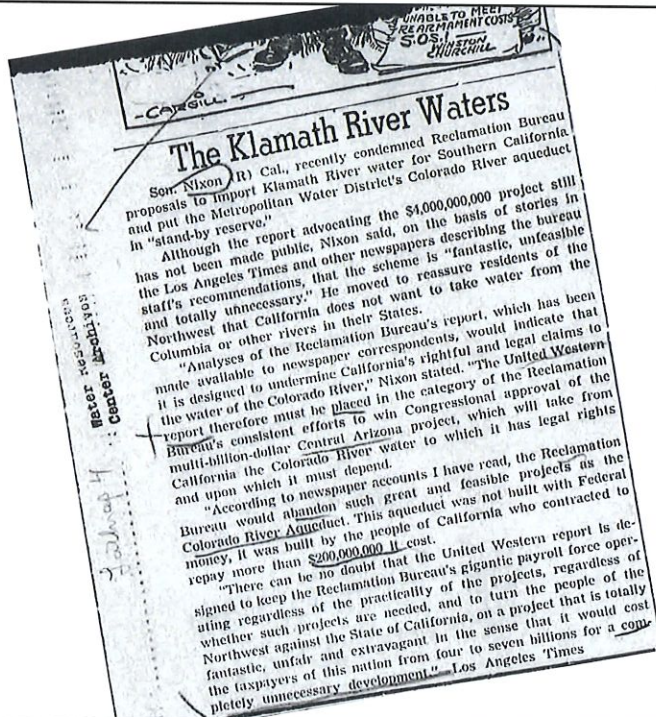 UNABLE TO MEET
REARMAMENT COSTS
S.O.S.!
WINSTON
CHURCHILL
-CARGILL-
The Klamath River Waters
Sen. Nixon (R) Cal., recently condemned Reclamation Bureau
proposals to import Klamath River water for Southern California
and put the Metropolitan Water District's Colorado River aqueduct
in "stand-by reserve."
Although the report advocating the $4,000,000,000 project still
has not been made public, Nixon said, on the basis of stories in
the Los Angeles Times and other newspapers describing the bureau
staff's recommendations, that the scheme is "fantastic, unfeasible
and totally unnecessary." He moved to reassure residents of the
Northwest that California does not want to take water from the
Columbia or other rivers in their States.
"Analyses of the Reclamation Bureau's report, which has been
made available to newspaper correspondents, would indicate that
it is designed to undermine California's rightful and legal claims to
the water of the Colorado River," Nixon stated. "The United Western
report therefore must be placed in the category of the Reclamation
Bureau's consistent efforts to win Congressional approval of the
multi-billion-dollar Central Arizona project, which will take from
California the Colorado River water to which it has legal rights
and upon which it must depend.
"According to newspaper accounts I have read, the Reclamation
Bureau would abandon such great and feasible projects as the
Colorado River Aqueduct. This aqueduct was not built with Federal
money, it was built by the people of California who contracted to
repay more than $200,000,000 it cost.
"There can be no doubt that the United Western report is de-
signed to keep the Reclamation Bureau's gigantic payroll force oper-
ating regardless of the practicality of the projects, regardless of
whether such projects are needed, and to turn the people of the
Northwest against the State of California, on a project that is totally
fantastic, unfair and extravagant in the sense that it would cost
the taxpayers of this nation from four to seven billions for a com-
pletely unnecessary development."—Los Angeles Times
Water Resources
Center Archives